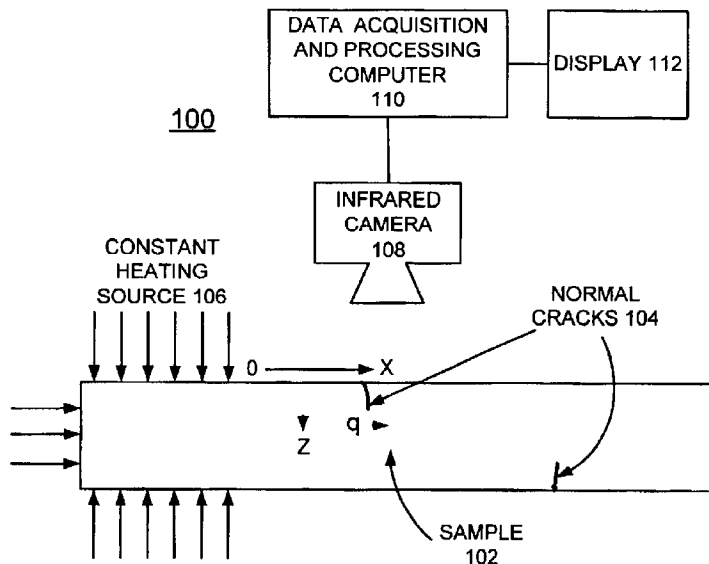 DATA ACQUISITION
AND PROCESSING
COMPUTER
110
DISPLAY 112
100
INFRARED
CAMERA
108
CONSTANT
HEATING
SOURCE 106
NORMAL
CRACKS 104
0
X
q
Z
SAMPLE
102